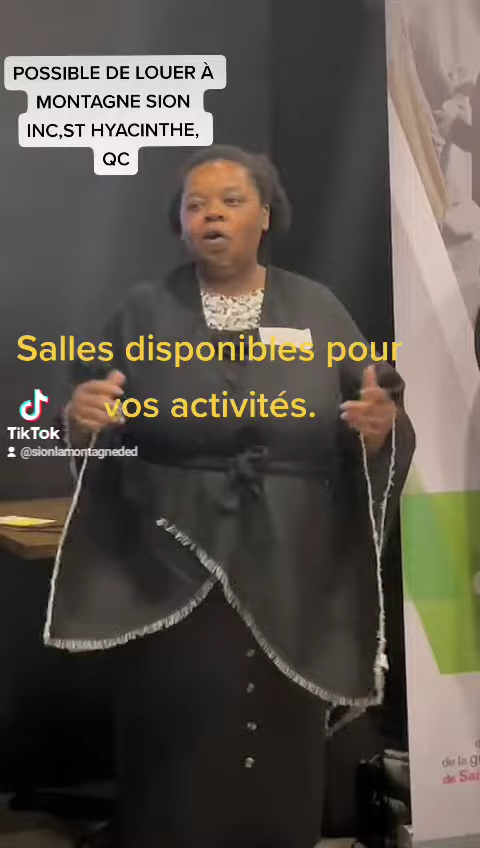 POSSIBLE DE LOUER À
MONTAGNE SION
INC,ST HYACINTHE,
QC
Salles disponibles pour
vos activités.
TikTok
@sionlamontagneded
de la
de Sai